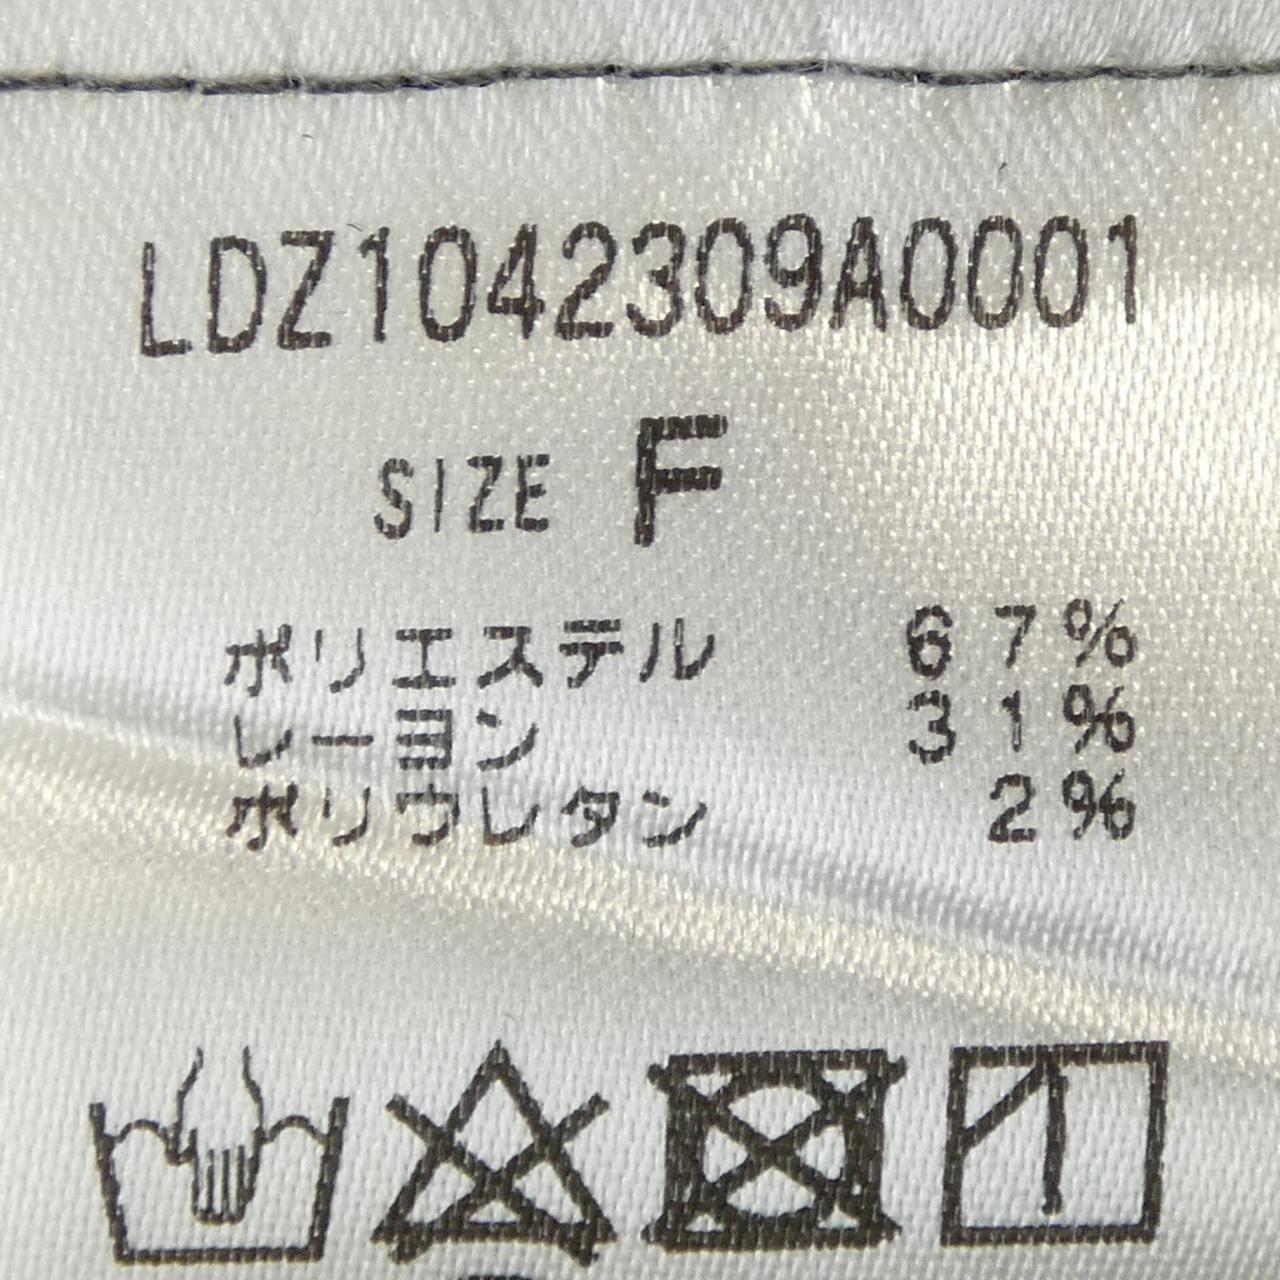 LDZ1042309A0001
SIZE F
ポリエステル 67%
レーヨン 31%
ポリウレタン 2%